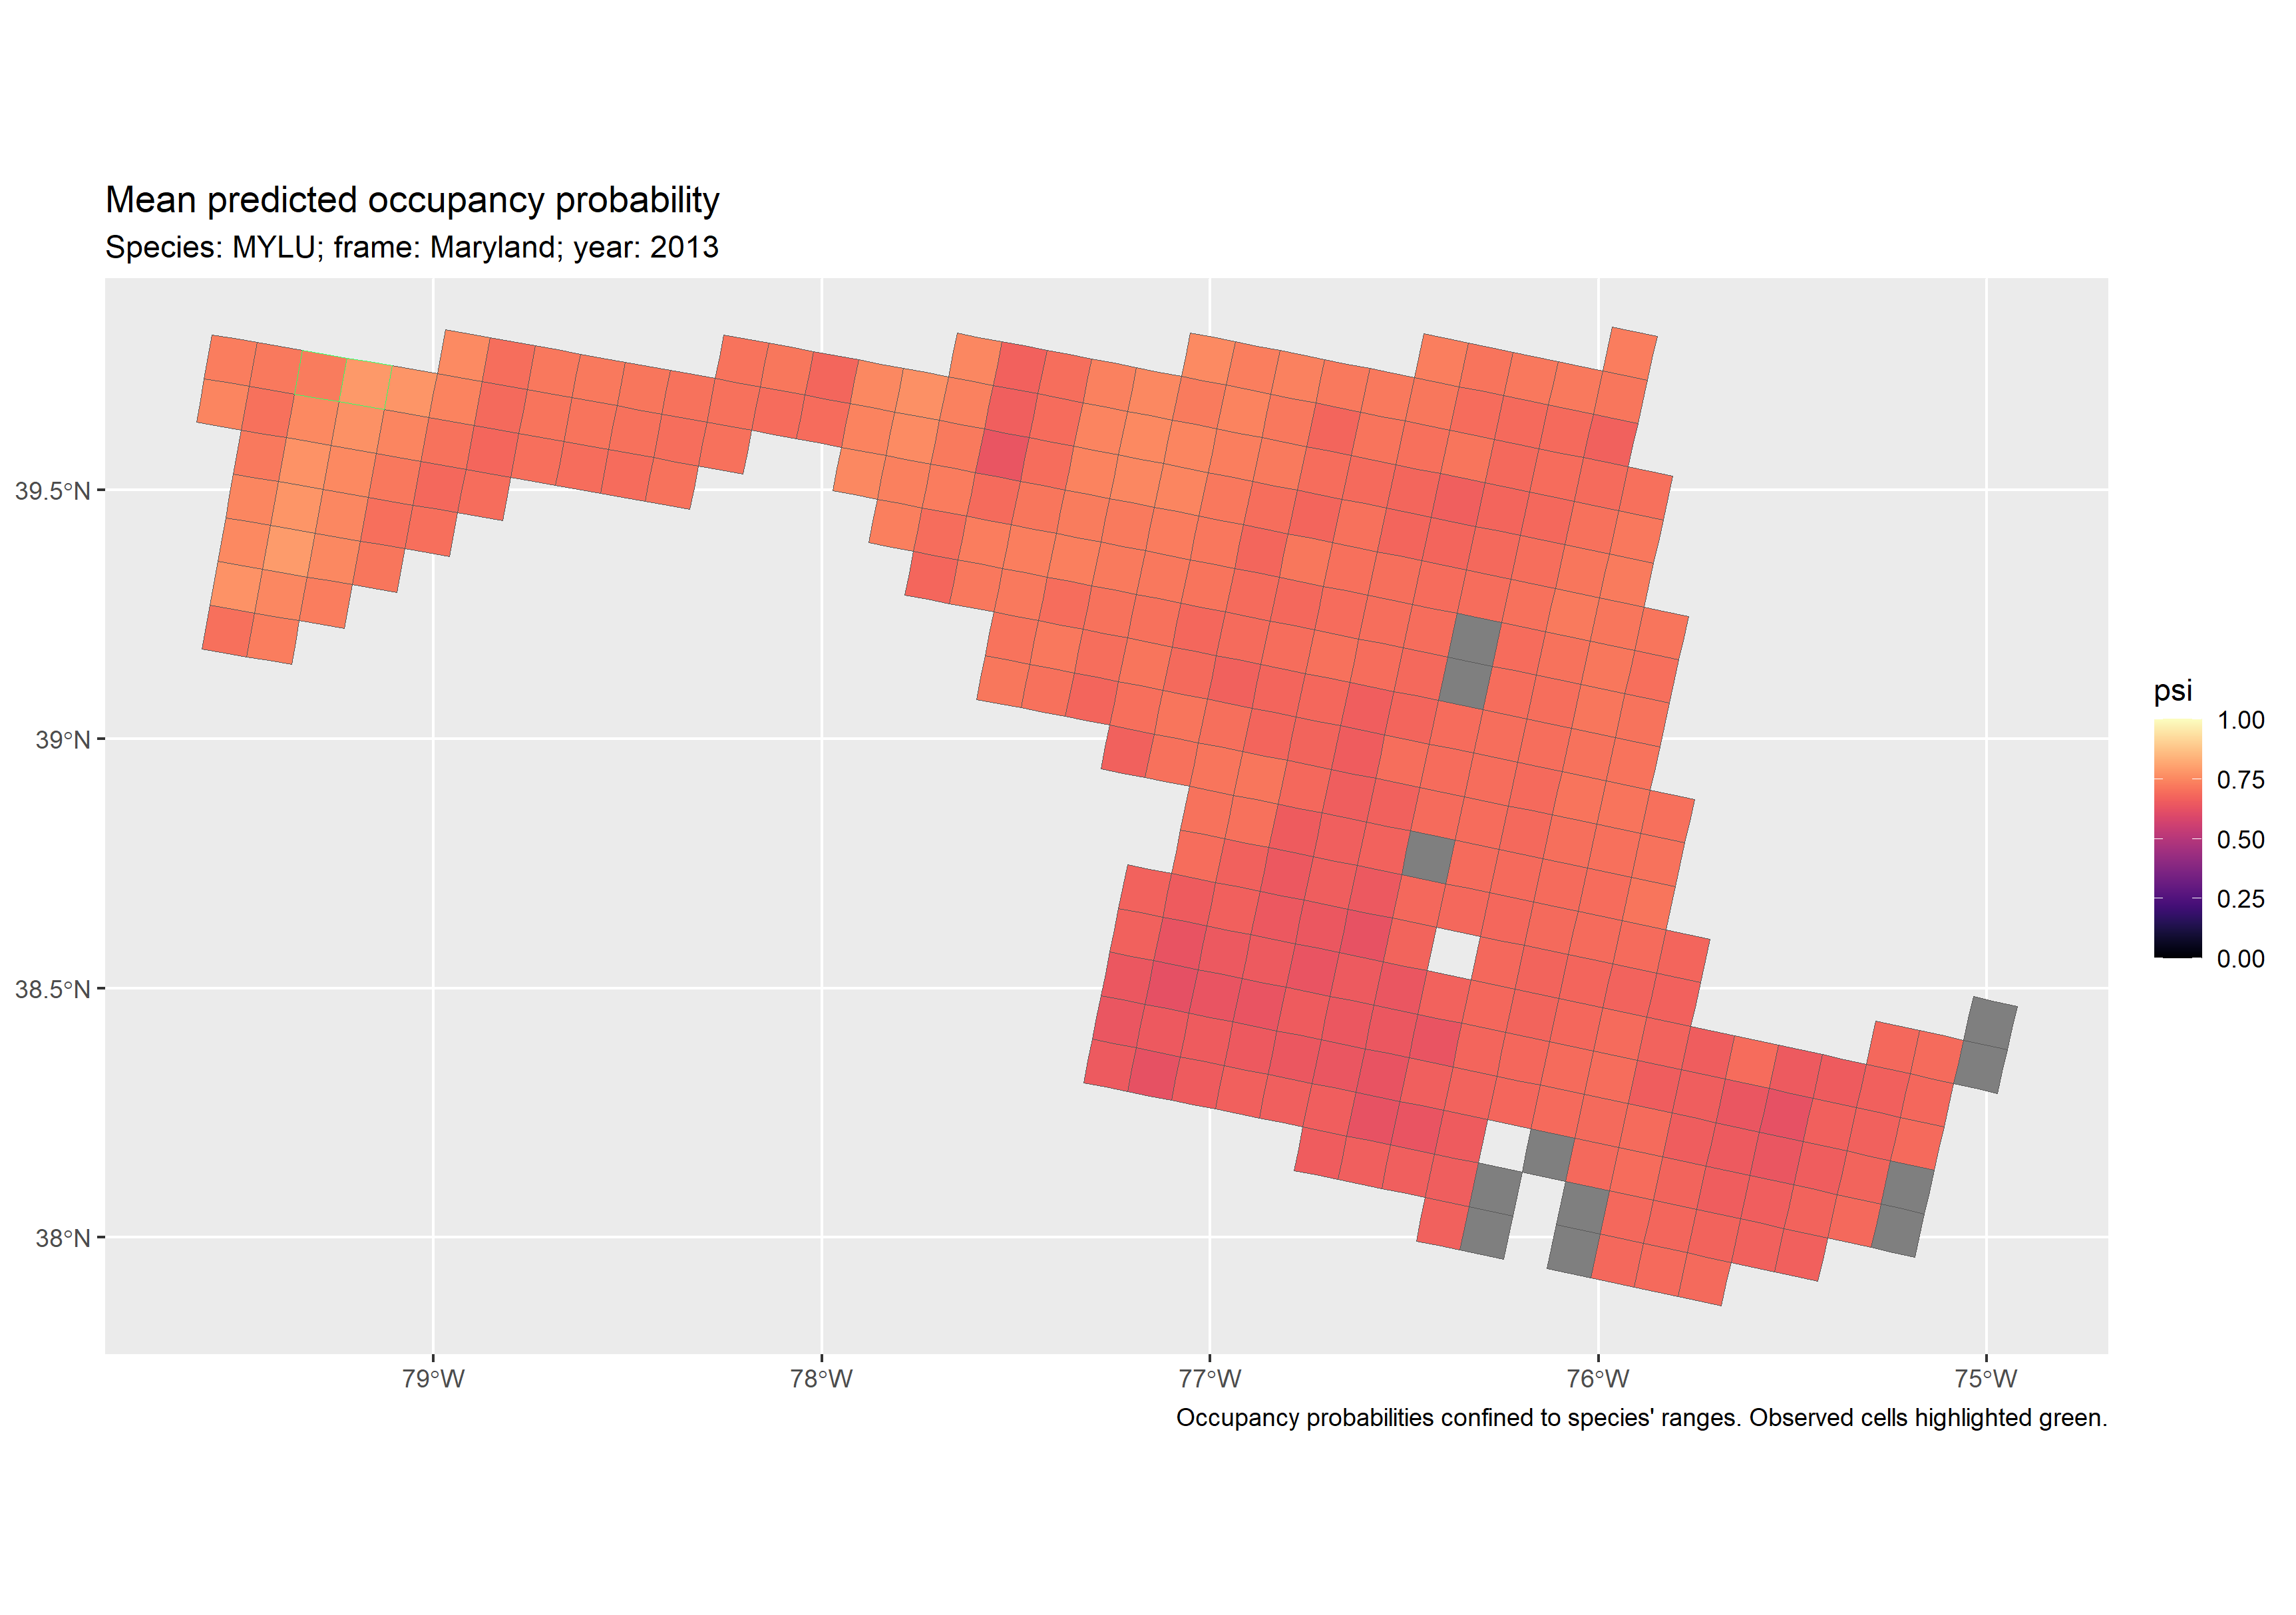 Mean predicted occupancy probability
Species: MYLU; frame: Maryland; year: 2013
39.5°N
39°N
38.5°N
38°N
79°W
78°W
77°W
76°W
75°W
psi
1.00
0.75
0.50
0.25
0.00
Occupancy probabilities confined to species' ranges. Observed cells highlighted green.